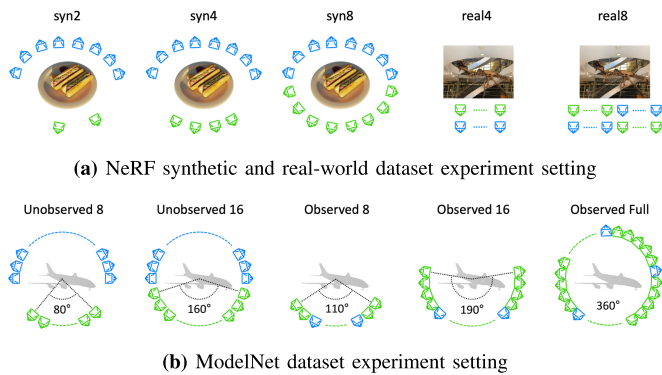 syn2 syn4 syn8 real4 real8
(a) NeRF synthetic and real-world dataset experiment setting
Unobserved 8 Unobserved 16 Observed 8 Observed 16 Observed Full
80° 160° 110° 190° 360°
(b) ModelNet dataset experiment setting